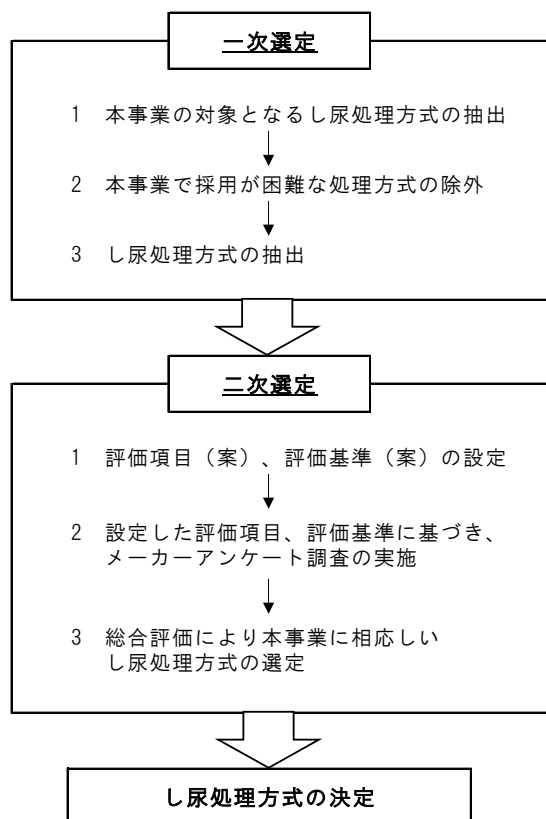 一次選定
1 本事業の対象となるし尿処理方式の抽出
2 本事業で採用が困難な処理方式の除外
3 し尿処理方式の抽出
二次選定
1 評価項目（案）、評価基準（案）の設定
2 設定した評価項目、評価基準に基づき、
メーカーアンケート調査の実施
3 総合評価により本事業に相応しい
し尿処理方式の選定
し尿処理方式の決定